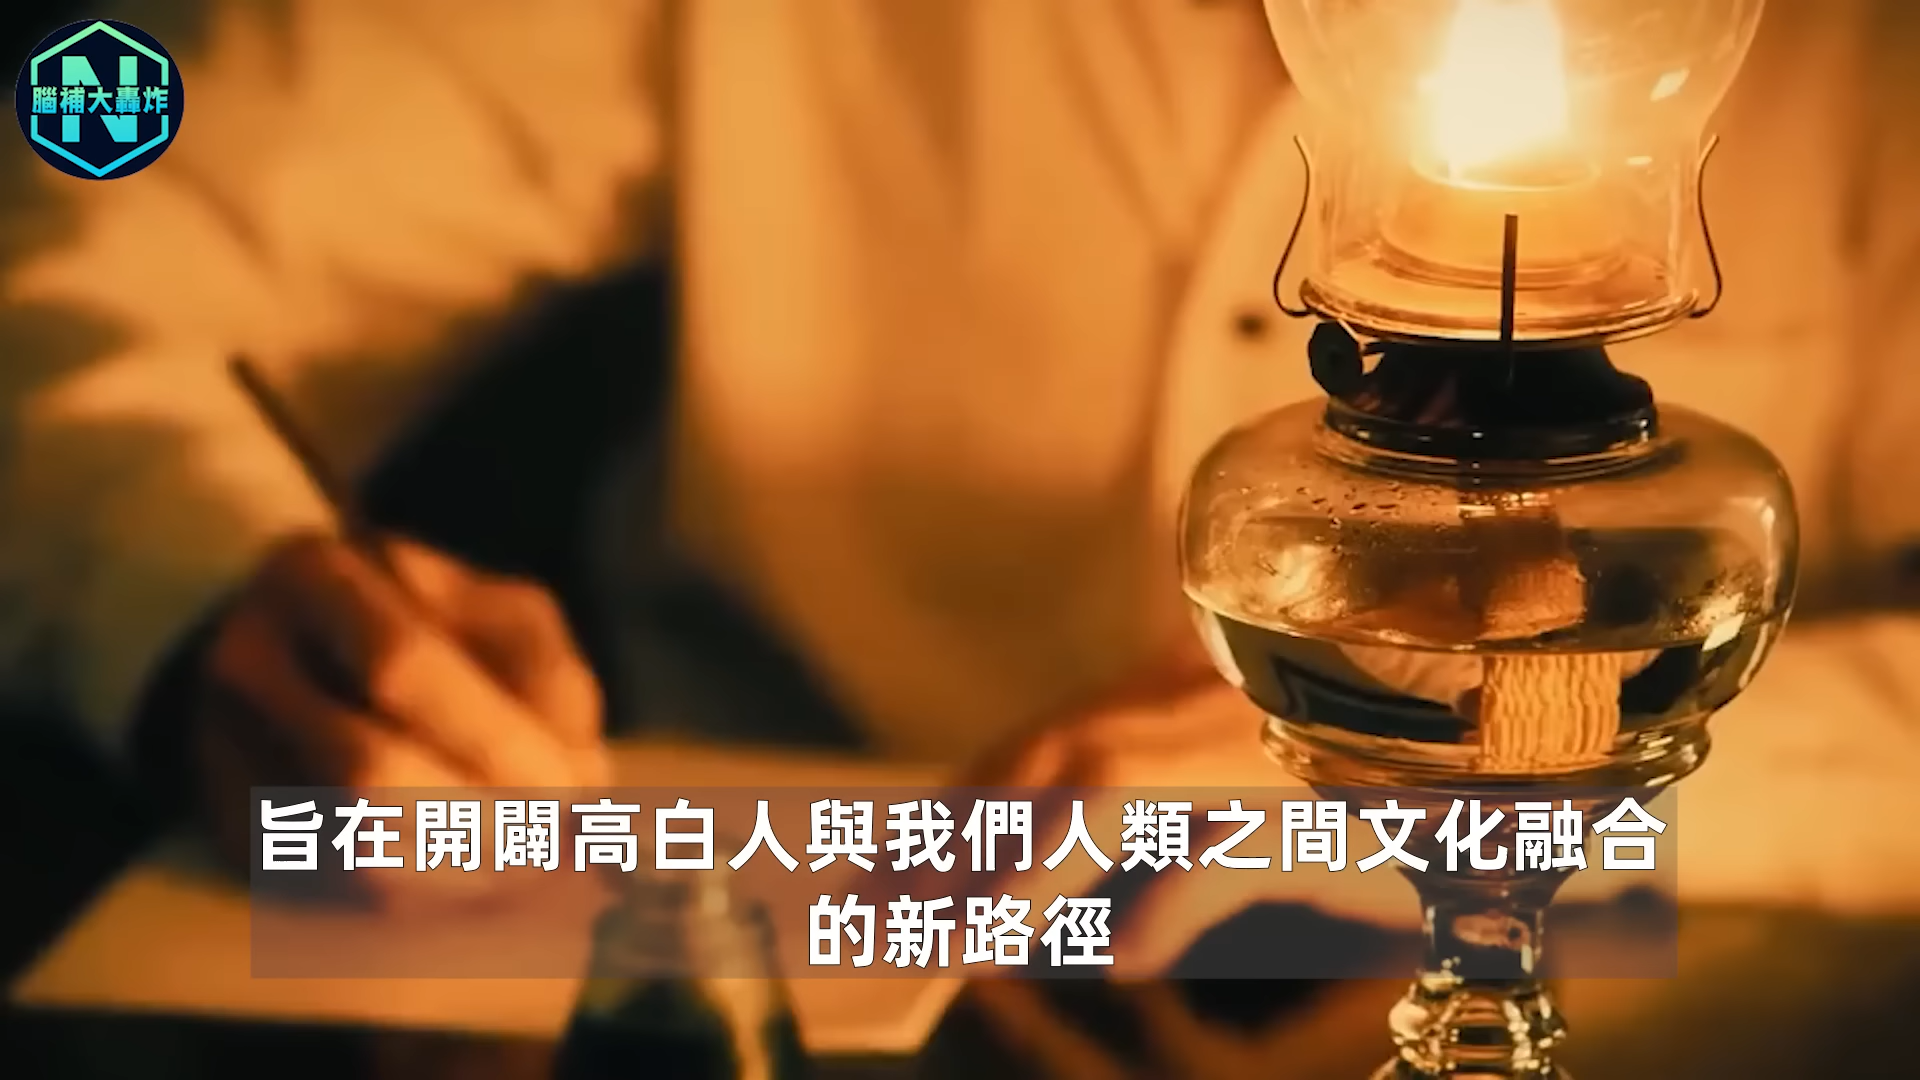 腦補大轟炸
N
旨在開闢高白人與我們人類之間文化融合
的新路徑